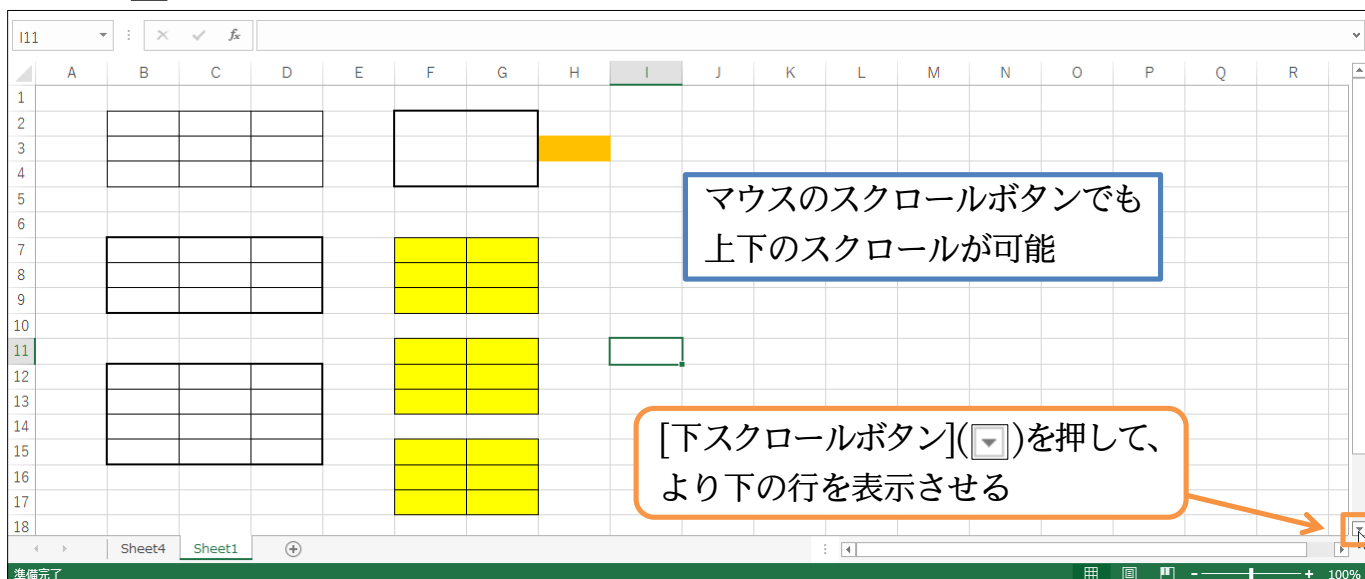 I11
fx
A B C D E F G H I J K L M N O P Q R
1
2
3
4
5
6
7
8
9
10
11
12
13
14
15
16
17
18
マウスのスクロールボタンでも
上下のスクロールが可能
[下スクロールボタン]( )を押して、
より下の行を表示させる
Sheet4 Sheet1
準備完了 100%